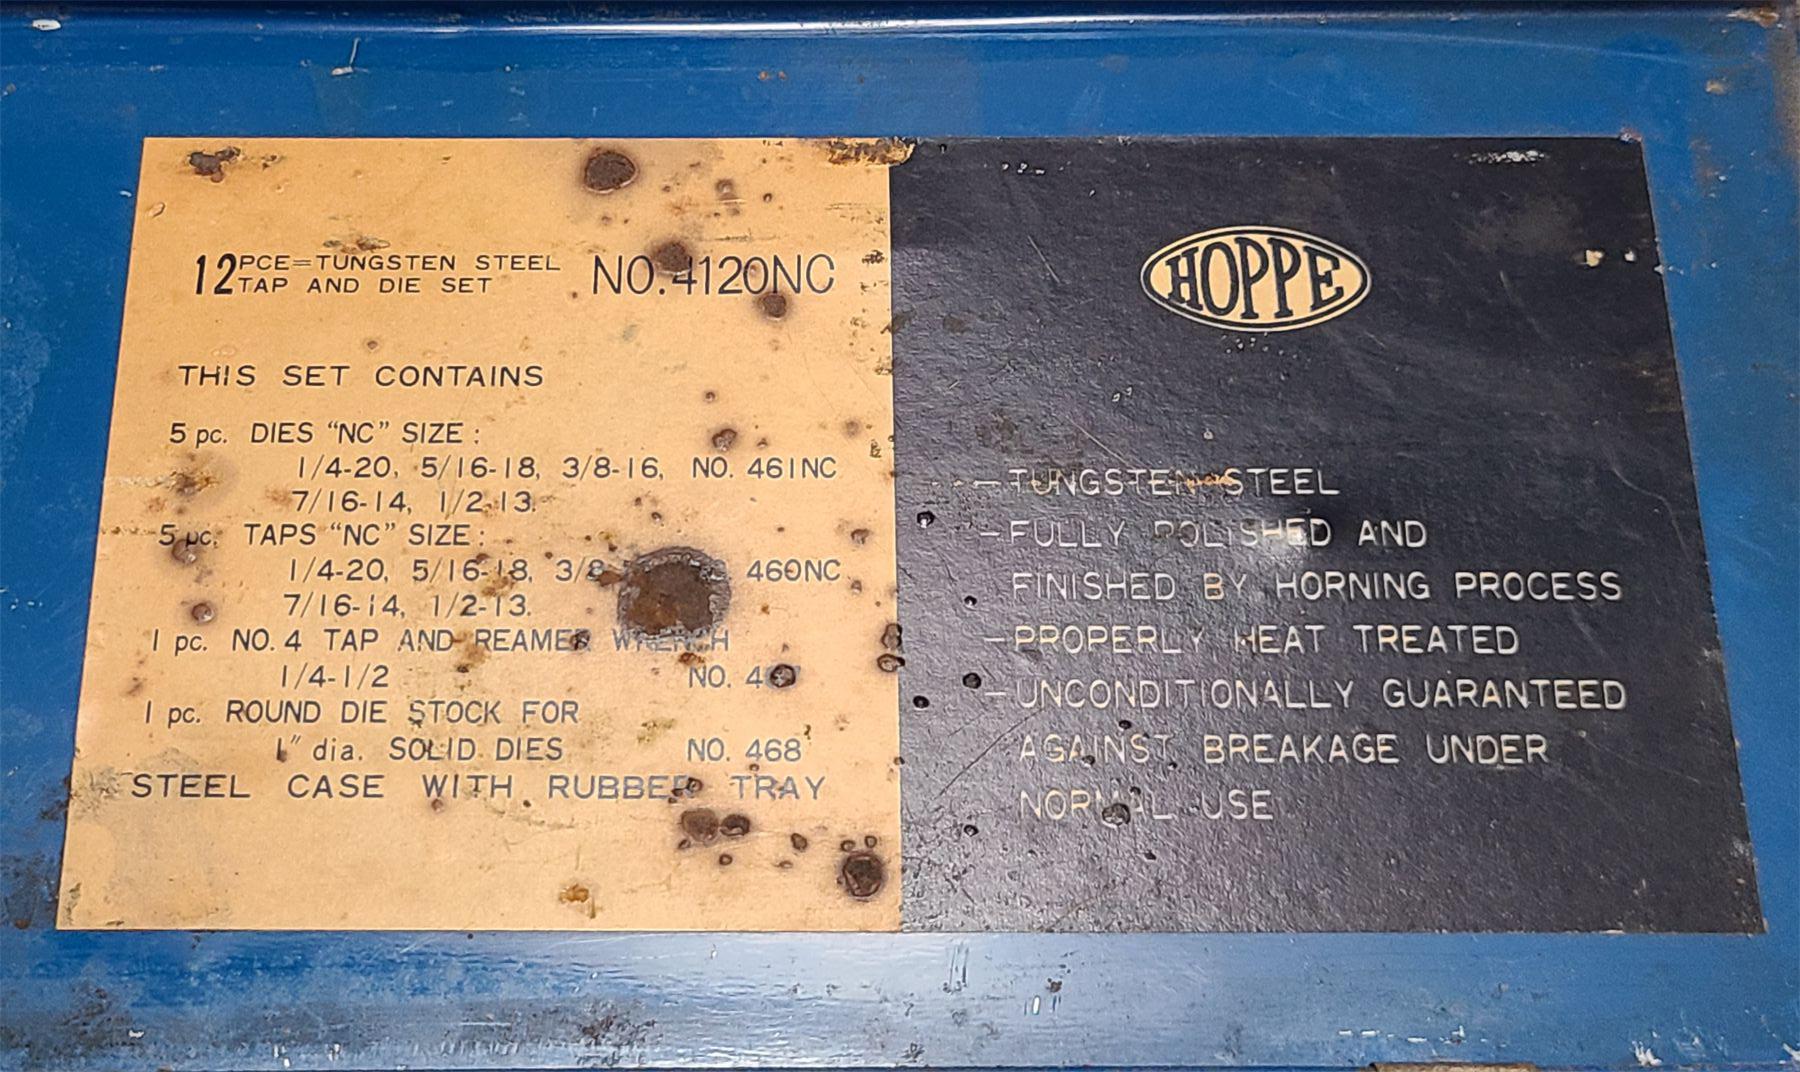 12 PCE=TUNGSTEN STEEL
TAP AND DIE SET
NO. 4120NC
THIS SET CONTAINS
5 pc. DIES "NC" SIZE :
1/4-20, 5/16-18, 3/8-16, NO. 461NC
7/16-14, 1/2-13.
5 pc. TAPS "NC" SIZE :
1/4-20, 5/16-18, 3/8 460NC
7/16-14, 1/2-13.
1 pc. NO. 4 TAP AND REAMER WRENCH
1/4-1/2 NO.
1 pc. ROUND DIE STOCK FOR
1" dia. SOLID DIES NO. 468
STEEL CASE WITH RUBBER TRAY
HOPPE
— TUNGSTEN STEEL
— FULLY POLISHED AND
FINISHED BY HORNING PROCESS
— PROPERLY HEAT TREATED
— UNCONDITIONALLY GUARANTEED
AGAINST BREAKAGE UNDER
NORMAL USE